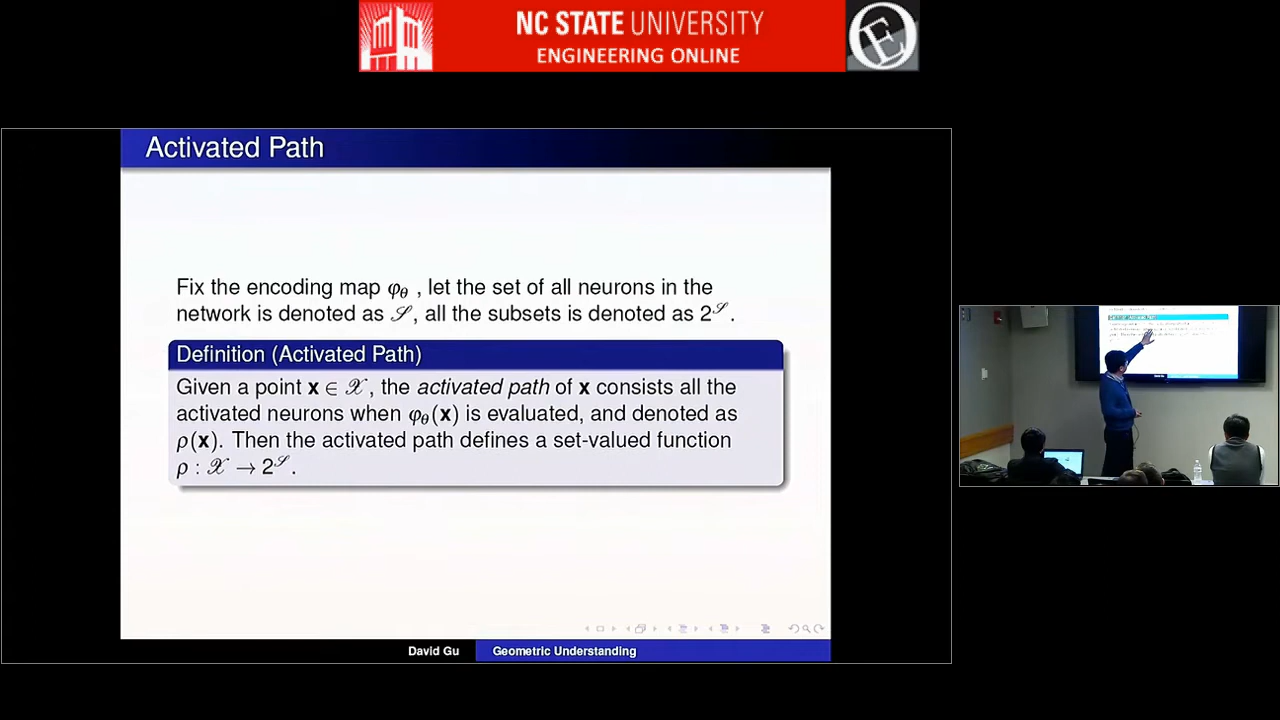 NC STATE UNIVERSITY
ENGINEERING ONLINE
Activated Path
Fix the encoding map φθ , let the set of all neurons in the
network is denoted as 𝒮, all the subsets is denoted as 2^𝒮.
Definition (Activated Path)
Given a point x ∈ 𝒳, the activated path of x consists all the
activated neurons when φθ(x) is evaluated, and denoted as
ρ(x). Then the activated path defines a set-valued function
ρ : 𝒳 → 2^𝒮.
David Gu
Geometric Understanding